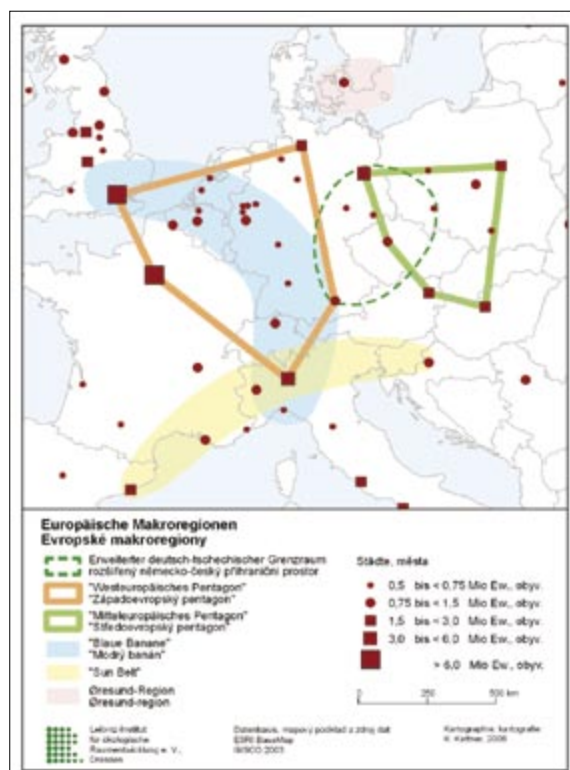 Europäische Makroregionen
Evropské makroregiony
Erweiterter deutsch-tschechischer Grenzraum
rozšířený německo-český příhraniční prostor
"Westeuropäisches Pentagon"
"Západoevropský pentagon"
"Mitteleuropäisches Pentagon"
"Středoevropský pentagon"
"Blaue Banane"
"Modrý banán"
"Sun Belt"
Øresund-Region
Øresund-region
Städte, města
0,5 bis < 0,75 Mio Ew., obyv.
0,75 bis < 1,5 Mio Ew., obyv.
1,5 bis < 3,0 Mio Ew., obyv.
3,0 bis < 6,0 Mio Ew., obyv.
> 6,0 Mio Ew., obyv.
0 250 500 km
Leibniz-Institut
für ökologische
Raumentwicklung e. V.,
Dresden
Datenbasis, mapový podklad a zdroj dat:
ESRI BaseMap
2003
Kartographie, kartografie:
2006